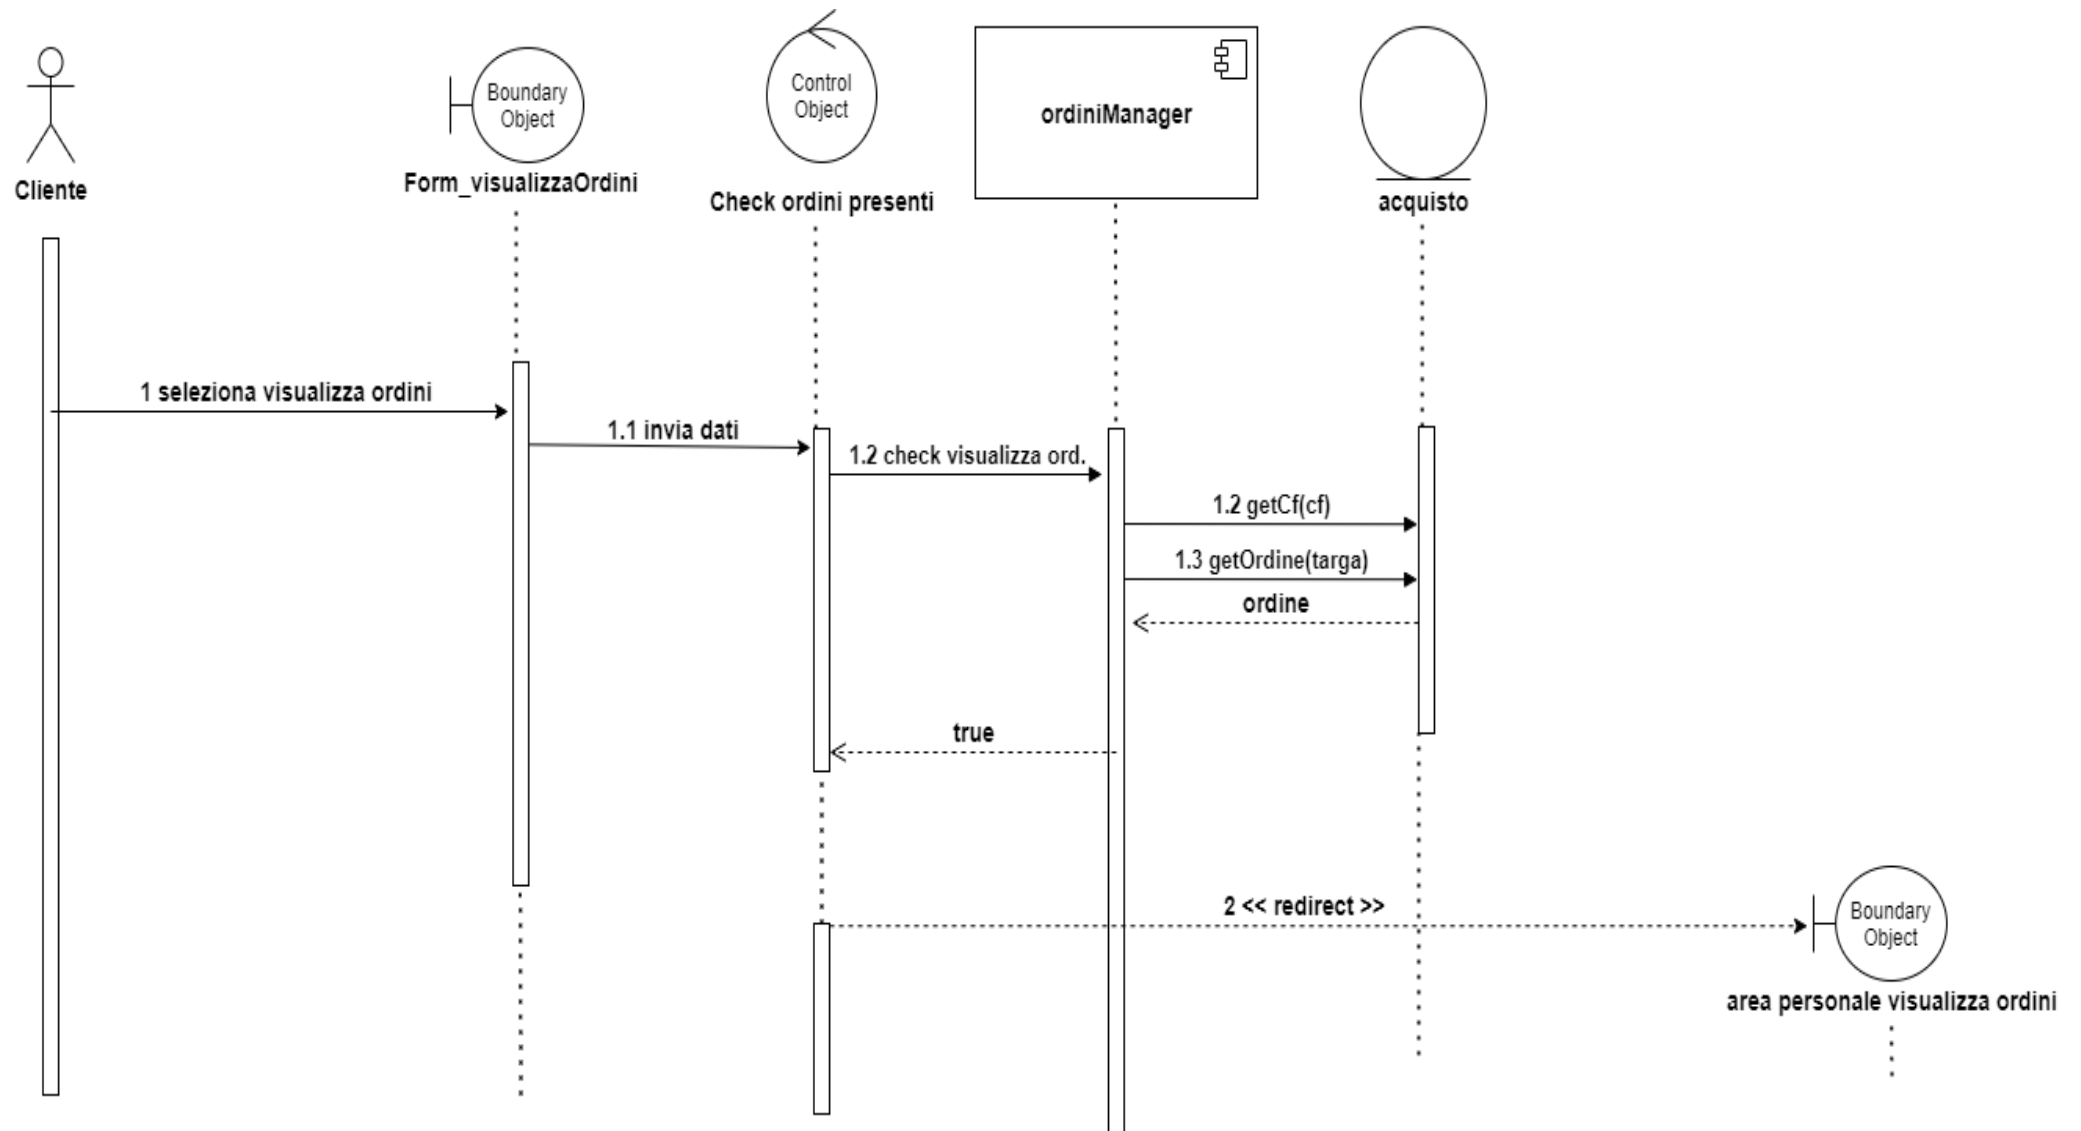 Cliente
Boundary
Object
Form_visualizzaOrdini
Control
Object
Check ordini presenti
ordiniManager
acquisto
1 seleziona visualizza ordini
1.1 invia dati
1.2 check visualizza ord.
1.2 getCf(cf)
1.3 getOrdine(targa)
ordine
true
2 << redirect >>
Boundary
Object
area personale visualizza ordini